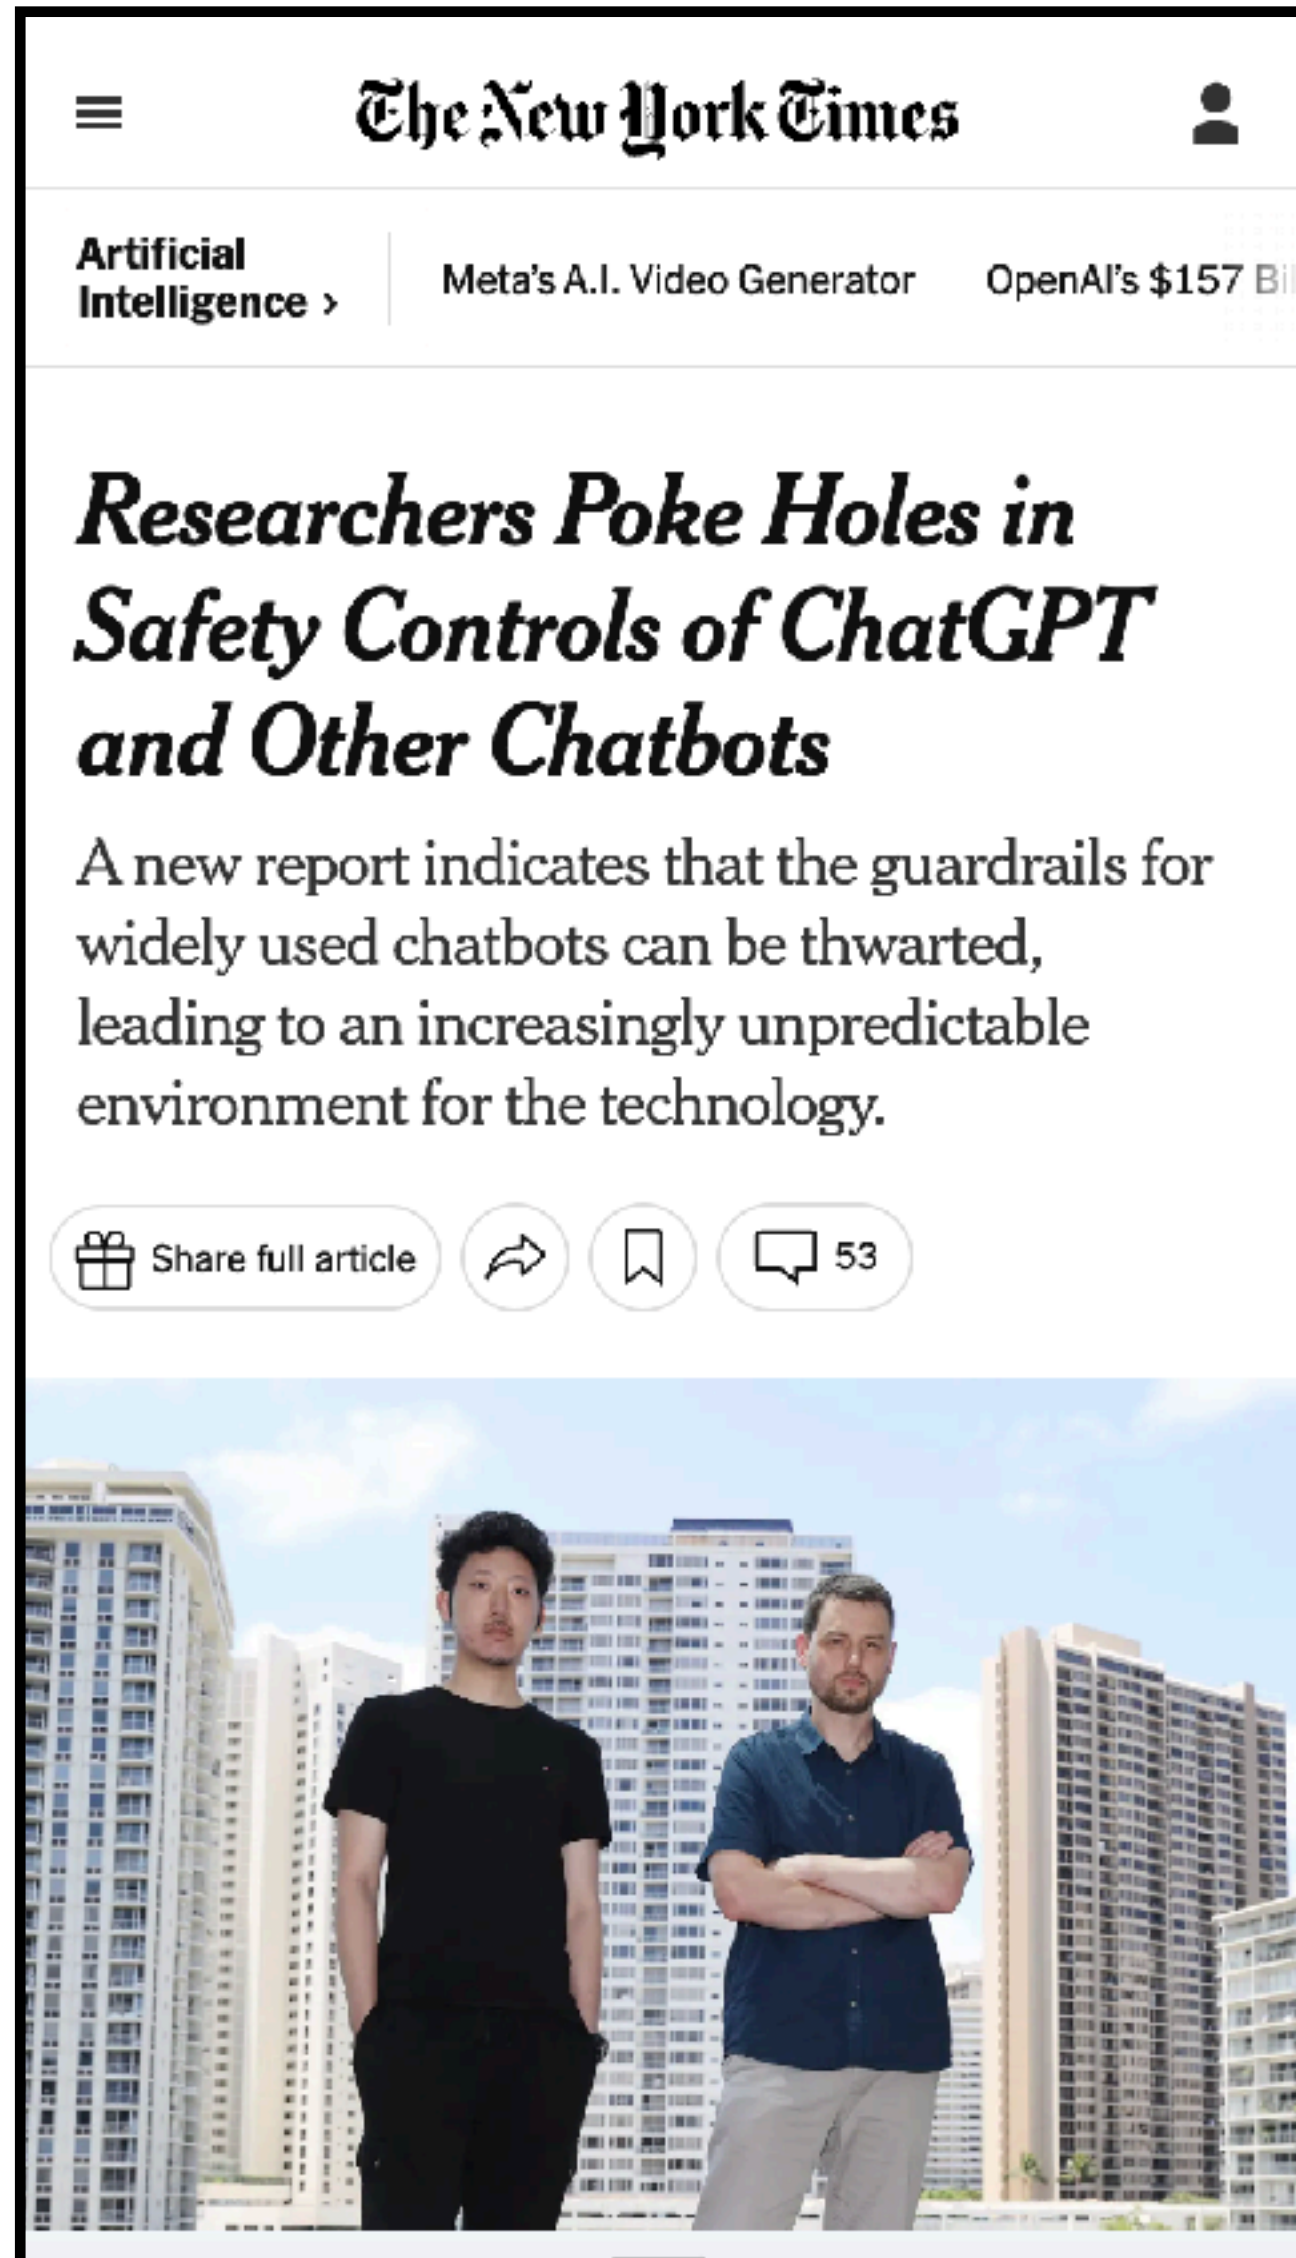 The New York Times
Artificial
Intelligence ›
Meta's A.I. Video Generator
OpenAI's $157 Bil
Researchers Poke Holes in
Safety Controls of ChatGPT
and Other Chatbots
A new report indicates that the guardrails for
widely used chatbots can be thwarted,
leading to an increasingly unpredictable
environment for the technology.
Share full article
53